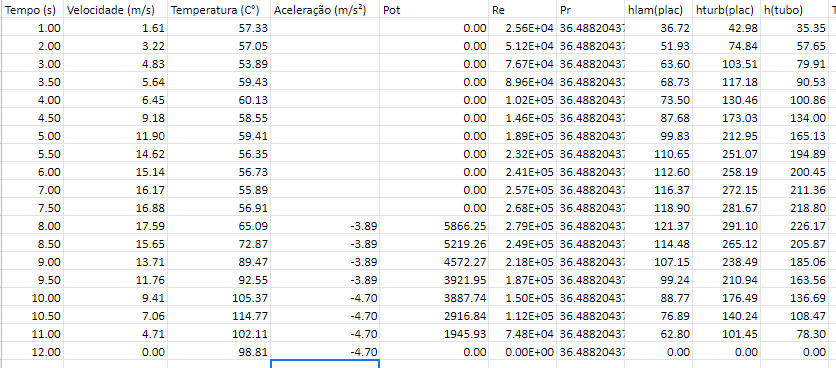 Tempo (s) Velocidade (m/s) Temperatura (C°) Aceleração (m/s²) Pot Re Pr hlam(plac) hturb(plac) h(tubo) T
1.00 1.61 57.33 0.00 2.56E+04 36.48820437 36.72 42.98 35.35
2.00 3.22 57.05 0.00 5.12E+04 36.48820437 51.93 74.84 57.65
3.00 4.83 53.89 0.00 7.67E+04 36.48820437 63.60 103.51 79.91
3.50 5.64 59.43 0.00 8.96E+04 36.48820437 68.73 117.18 90.53
4.00 6.45 60.13 0.00 1.02E+05 36.48820437 73.50 130.46 100.86
4.50 9.18 58.55 0.00 1.46E+05 36.48820437 87.68 173.03 134.00
5.00 11.90 59.41 0.00 1.89E+05 36.48820437 99.83 212.95 165.13
5.50 14.62 56.35 0.00 2.32E+05 36.48820437 110.65 251.07 194.89
6.00 15.14 56.73 0.00 2.41E+05 36.48820437 112.60 258.19 200.45
7.00 16.17 55.89 0.00 2.57E+05 36.48820437 116.37 272.15 211.36
7.50 16.88 56.91 0.00 2.68E+05 36.48820437 118.90 281.67 218.80
8.00 17.59 65.09 -3.89 5866.25 2.79E+05 36.48820437 121.37 291.10 226.17
8.50 15.65 72.87 -3.89 5219.26 2.49E+05 36.48820437 114.48 265.12 205.87
9.00 13.71 89.47 -3.89 4572.27 2.18E+05 36.48820437 107.15 238.49 185.06
9.50 11.76 92.55 -3.89 3921.95 1.87E+05 36.48820437 99.24 210.94 163.56
10.00 9.41 105.37 -4.70 3887.74 1.50E+05 36.48820437 88.77 176.49 136.69
10.50 7.06 114.77 -4.70 2916.84 1.12E+05 36.48820437 76.89 140.24 108.47
11.00 4.71 102.11 -4.70 1945.93 7.48E+04 36.48820437 62.80 101.45 78.30
12.00 0.00 98.81 -4.70 0.00 0.00E+00 36.48820437 0.00 0.00 0.00